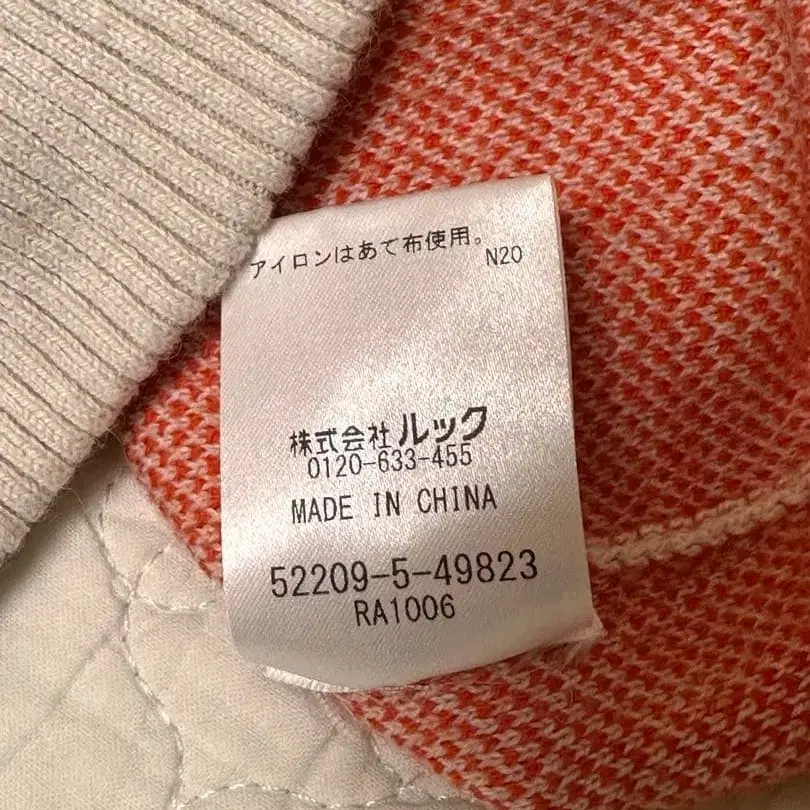 アイロンはあて布使用。
N20
株式会社ルック
0120-633-455
MADE IN CHINA
52209-5-49823
RA1006